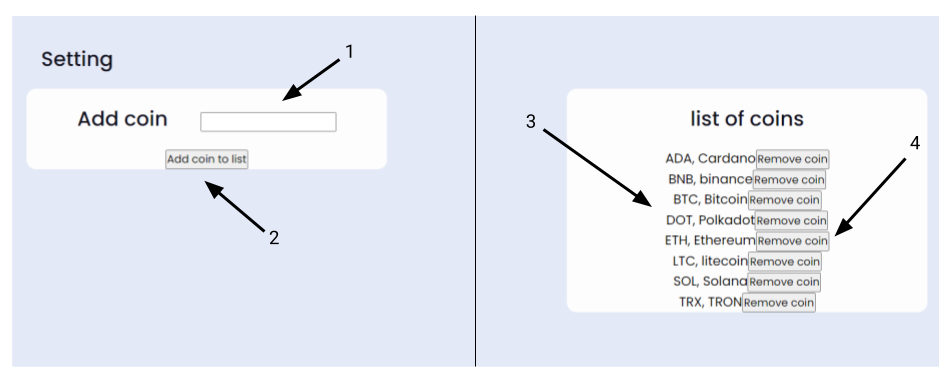 Setting
1
Add coin
Add coin to list
2
list of coins
3
4
ADA, Cardano Remove coin
BNB, binance Remove coin
BTC, Bitcoin Remove coin
DOT, Polkadot Remove coin
ETH, Ethereum Remove coin
LTC, litecoin Remove coin
SOL, Solana Remove coin
TRX, TRON Remove coin